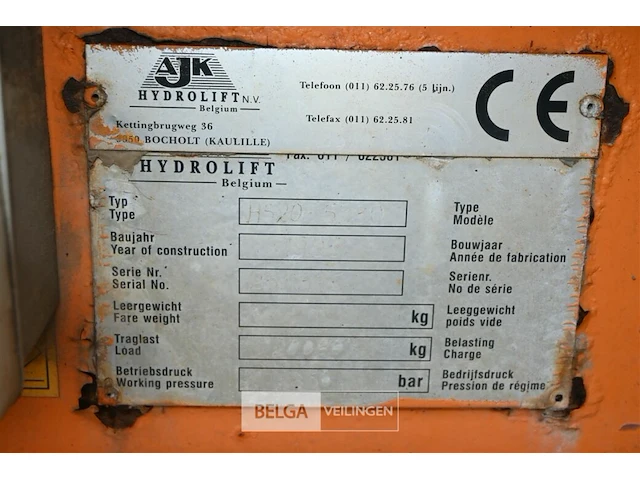 AJK
HYDROLIFT N.V.
Belgium
Telefoon (011) 62.25.76 (5 lijn.)
Kettingbrugweg 36
Telefax (011) 62.25.81
3950 BOCHOLT (KAULILLE)
CE
HYDROLIFT
Belgium
Typ
Type
Type
Modèle
Baujahr
Year of construction
Bouwjaar
Année de fabrication
Serie Nr.
Serial No.
Serienr.
No de série
Leergewicht
Fare weight
kg
Leeggewicht
poids vide
Traglast
Load
kg
Belasting
Charge
Betriebsdruck
Working pressure
bar
Bedrijfsdruck
Pression de régime
BELGA VEILINGEN